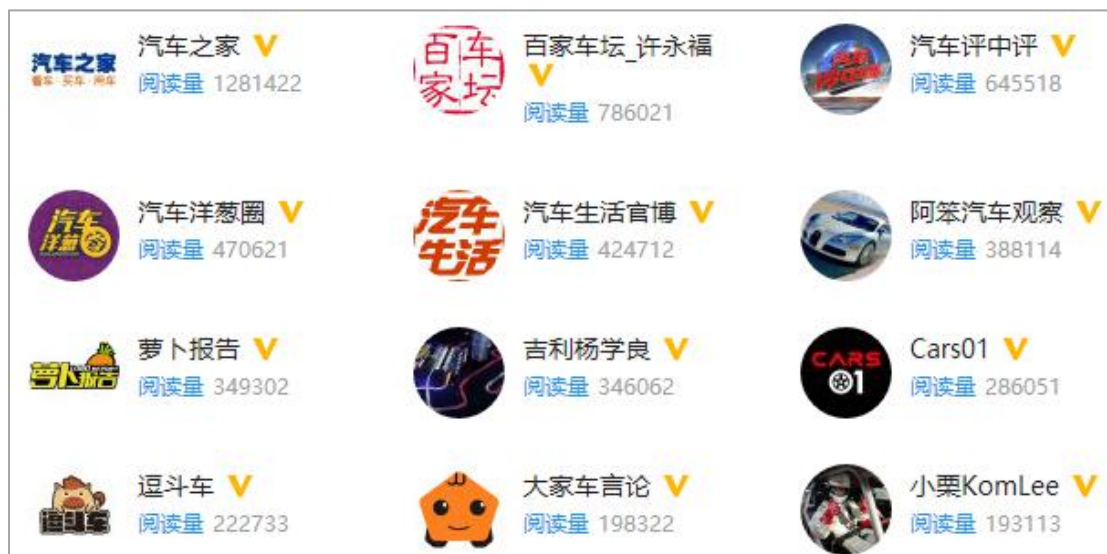 汽车之家
汽车之家
看车·买车·用车
阅读量 1281422
百家车坛
百家车坛_许永福
阅读量 786021
汽车评中评
汽车评中评
阅读量 645518
汽车洋葱圈
汽车洋葱圈
阅读量 470621
汽车生活
汽车生活官博
阅读量 424712
阿笨汽车观察
阅读量 388114
萝卜报告
萝卜报告
阅读量 349302
吉利杨学良
阅读量 346062
CARS
01
Cars01
阅读量 286051
逗斗车
逗斗车
阅读量 222733
大家车言论
阅读量 198322
小栗KomLee
阅读量 193113